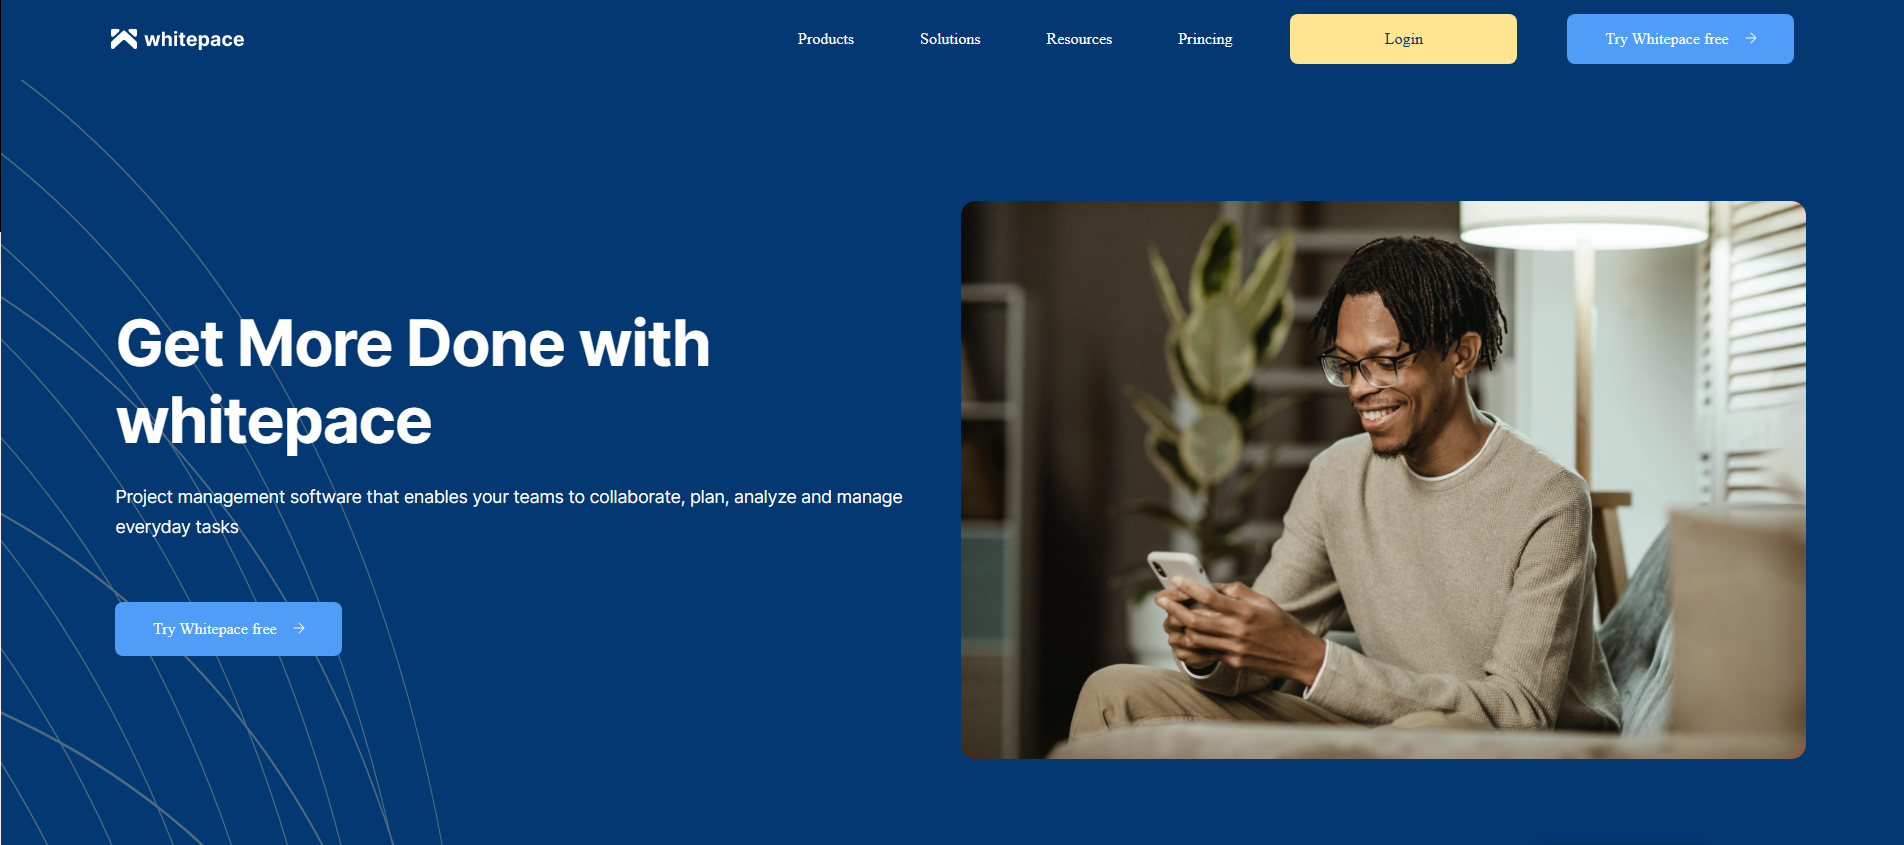 whitepace
Products
Solutions
Resources
Princing
Login
Try Whitepace free
Get More Done with
whitepace
Project management software that enables your teams to collaborate, plan, analyze and manage
everyday tasks
Try Whitepace free